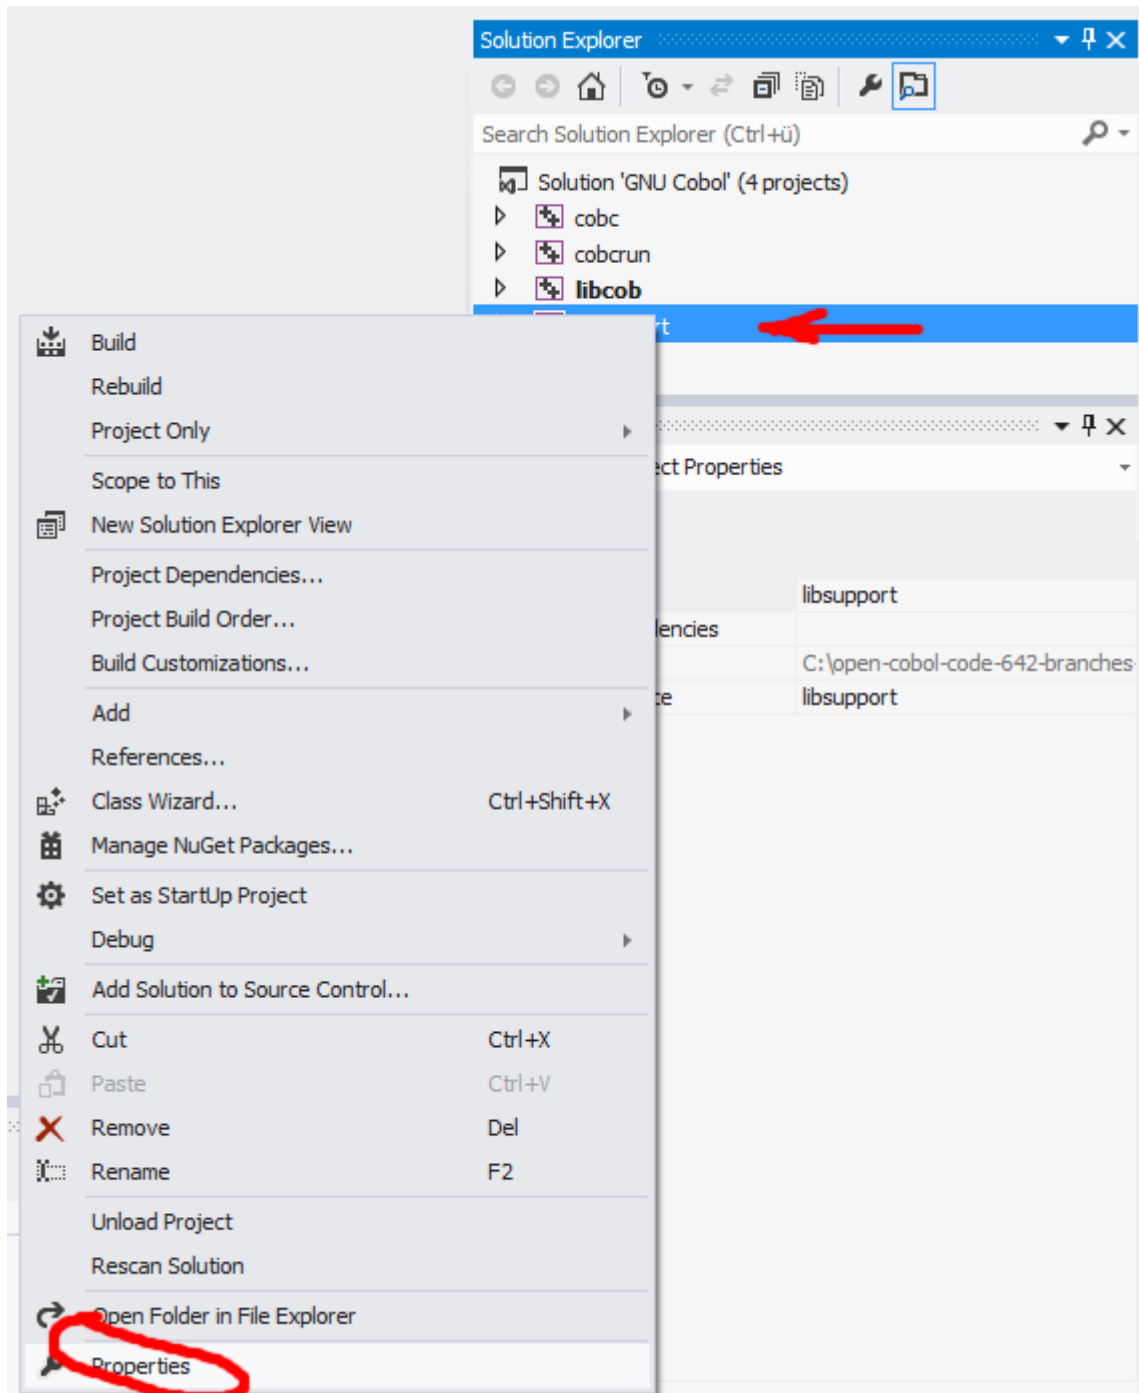 Solution Explorer
Search Solution Explorer (Ctrl+ü)
Solution 'GNU Cobol' (4 projects)
cobc
cobcrun
libcob
rt
Build
Rebuild
Project Only
ect Properties
Scope to This
New Solution Explorer View
Project Dependencies...
libsupport
Project Build Order...
lencies
Build Customizations...
C:\open-cobol-code-642-branches-
Add
ce
libsupport
References...
Class Wizard...
Ctrl+Shift+X
Manage NuGet Packages...
Set as StartUp Project
Debug
Add Solution to Source Control...
Cut
Ctrl+X
Paste
Ctrl+V
Remove
Del
Rename
F2
Unload Project
Rescan Solution
Open Folder in File Explorer
Properties